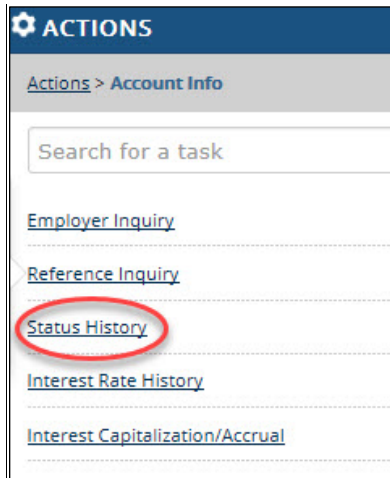 ACTIONS
Actions > Account Info
Search for a task
Employer Inquiry
Reference Inquiry
Status History
Interest Rate History
Interest Capitalization/Accrual